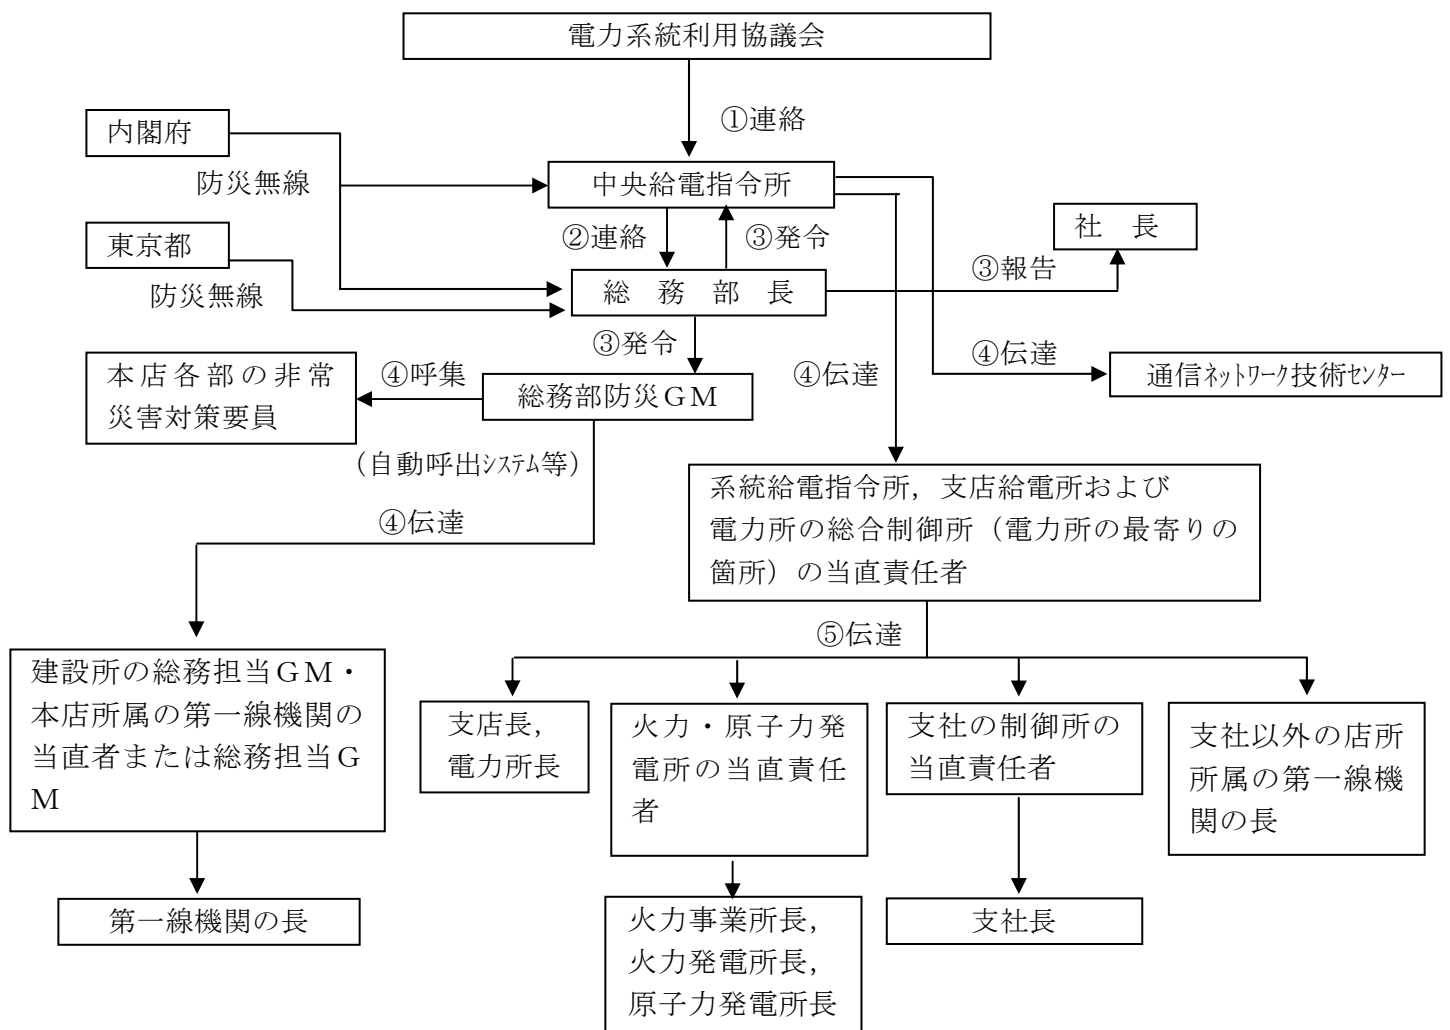 電力系統利用協議会
①連絡
内閣府
防災無線
中央給電指令所
東京都
防災無線
②連絡
③発令
社　長
③報告
総　務　部　長
③発令
④伝達
④伝達
通信ネットワーク技術センター
本店各部の非常
災害対策要員
④呼集
総務部防災ＧＭ
（自動呼出システム等）
④伝達
系統給電指令所，支店給電所および
電力所の総合制御所（電力所の最寄りの
箇所）の当直責任者
⑤伝達
建設所の総務担当ＧＭ・
本店所属の第一線機関の
当直者または総務担当Ｇ
Ｍ
支店長，
電力所長
火力・原子力発
電所の当直責任
者
支社の制御所の
当直責任者
支社以外の店所
所属の第一線機
関の長
第一線機関の長
火力事業所長，
火力発電所長，
原子力発電所長
支社長